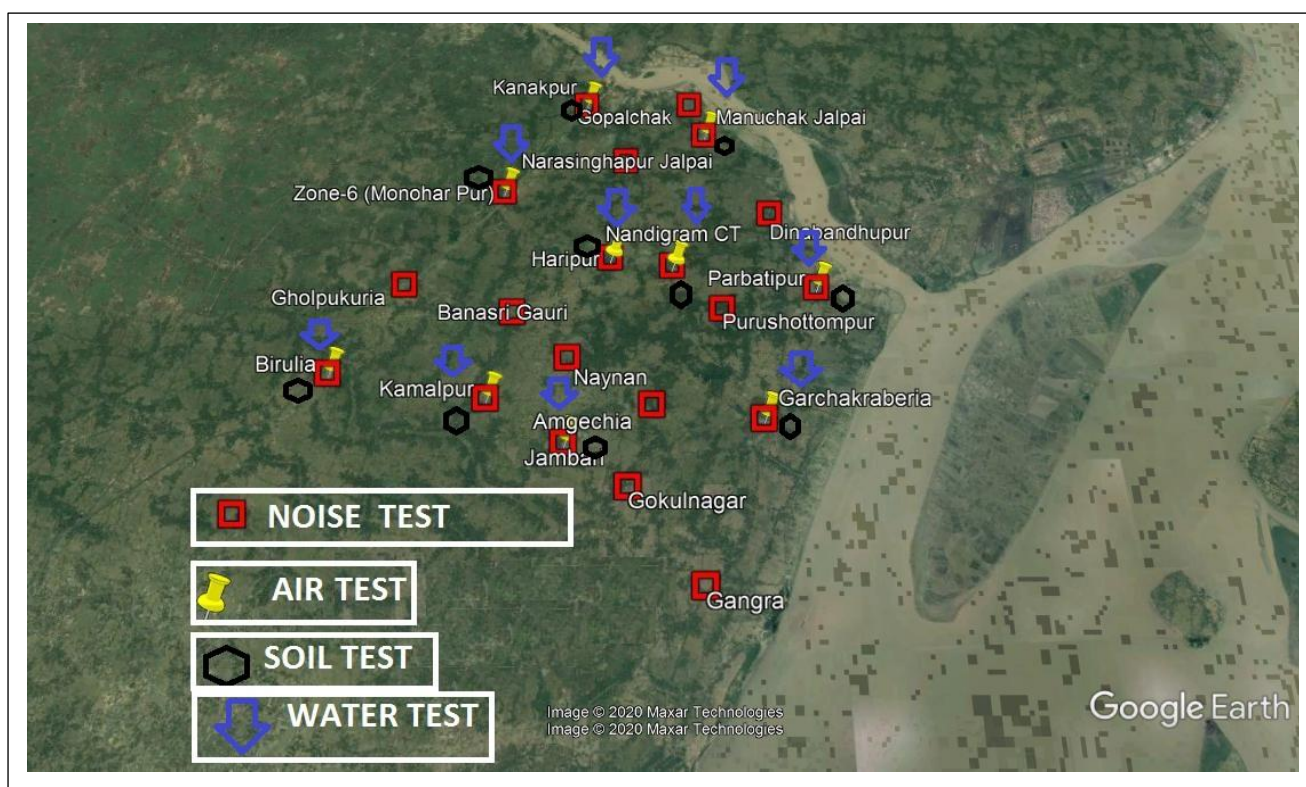 Kanakpur
Gopalchak
Manuchak Jalpai
Narasinghapur Jalpai
Zone-6 (Monohar Pur)
Nandigram CT
Dinabandhupur
Haripur
Parbatipur
Gholpukuria
Banasri Gauri
Purushottompur
Birulia
Naynan
Kamalpur
Garchakraberia
Amgechia
Gokulnagar
NOISE TEST
AIR TEST
Gangra
SOIL TEST
WATER TEST
Image © 2020 Maxar Technologies
Image © 2020 Maxar Technologies
Google Earth